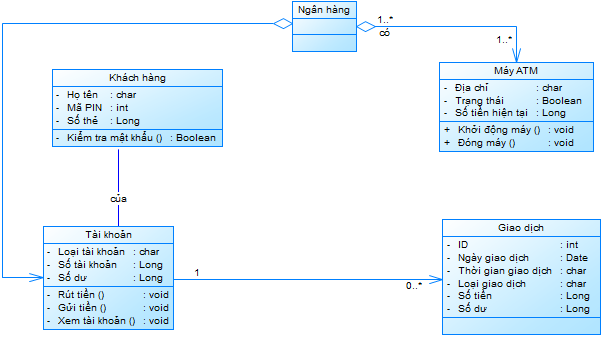 Ngân hàng
1..*
có
1..*
Máy ATM
- Địa chỉ : char
- Trạng thái : Boolean
- Số tiền hiện tại : Long
+ Khởi động máy () : void
+ Đóng máy () : void
Khách hàng
- Họ tên : char
- Mã PIN : int
- Số thẻ : Long
- Kiểm tra mật khẩu () : Boolean
của
Tài khoản
- Loại tài khoản : char
- Số tài khoản : Long
- Số dư : Long
- Rút tiền () : void
- Gửi tiền () : void
- Xem tài khoản () : void
1
0..*
Giao dịch
- ID : int
- Ngày giao dịch : Date
- Thời gian giao dịch : char
- Loại giao dịch : char
- Số tiền : Long
- Số dư : Long